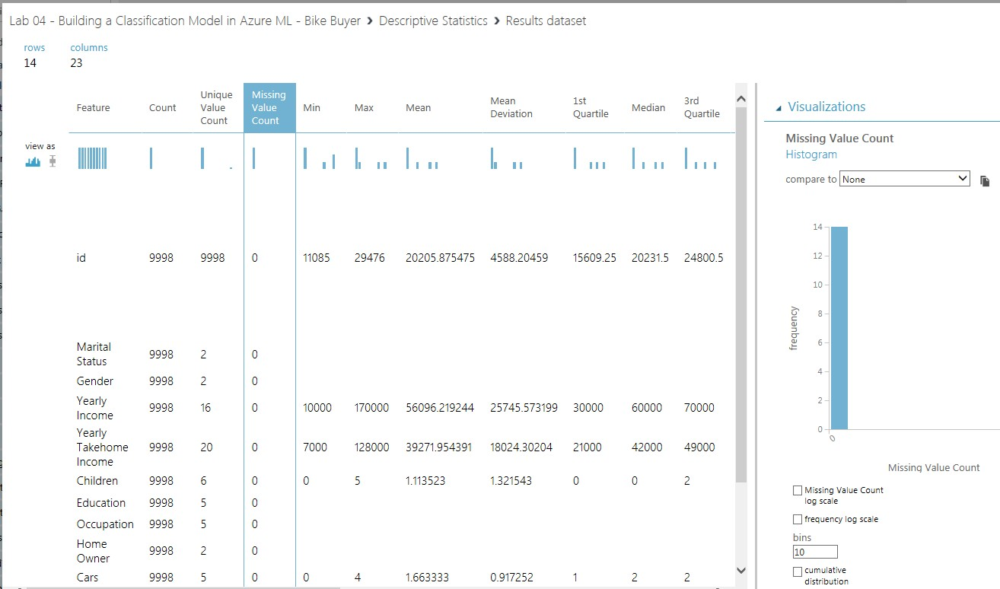 Lab 04 - Building a Classification Model in Azure ML - Bike Buyer > Descriptive Statistics > Results dataset
rows columns
14 23
Feature Count Unique Value Count Missing Value Count Min Max Mean Mean Deviation 1st Quartile Median 3rd Quartile
view as
id 9998 9998 0 11085 29476 20205.875475 4588.20459 15609.25 20231.5 24800.5
Marital Status 9998 2 0
Gender 9998 2 0
Yearly Income 9998 16 0 10000 170000 56096.219244 25745.573199 30000 60000 70000
Yearly Takehome Income 9998 20 0 7000 128000 39271.954391 18024.30204 21000 42000 49000
Children 9998 6 0 0 5 1.113523 1.321543 0 0 2
Education 9998 5 0
Occupation 9998 5 0
Home Owner 9998 2 0
Cars 9998 5 0 0 4 1.663333 0.917252 1 2 2
Visualizations
Missing Value Count
Histogram
compare to None
14
12
10
8
6
4
2
0
frequency
0
Missing Value Count
Missing Value Count
log scale
frequency log scale
bins
10
cumulative
distribution